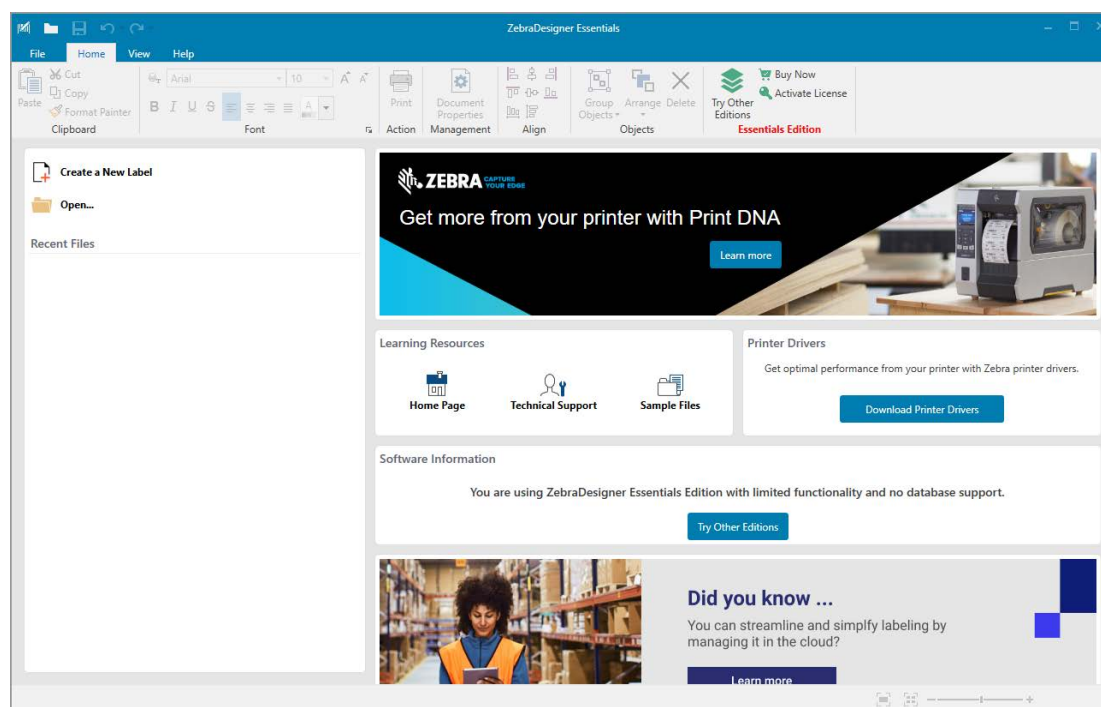 ZebraDesigner Essentials
File Home View Help
Paste
Cut
Copy
Format Painter
Clipboard
Arial 10
B I U S
Font
Print
Action
Document
Properties
Management
Align
Group
Objects
Arrange
Delete
Objects
Try Other
Editions
Buy Now
Activate License
Essentials Edition
Create a New Label
Open...
Recent Files
ZEBRA CAPTURE
YOUR EDGE
Get more from your printer with Print DNA
Learn more
Learning Resources
Home Page Technical Support Sample Files
Printer Drivers
Get optimal performance from your printer with Zebra printer drivers.
Download Printer Drivers
Software Information
You are using ZebraDesigner Essentials Edition with limited functionality and no database support.
Try Other Editions
Did you know ...
You can streamline and simplfy labeling by
managing it in the cloud?
Learn more